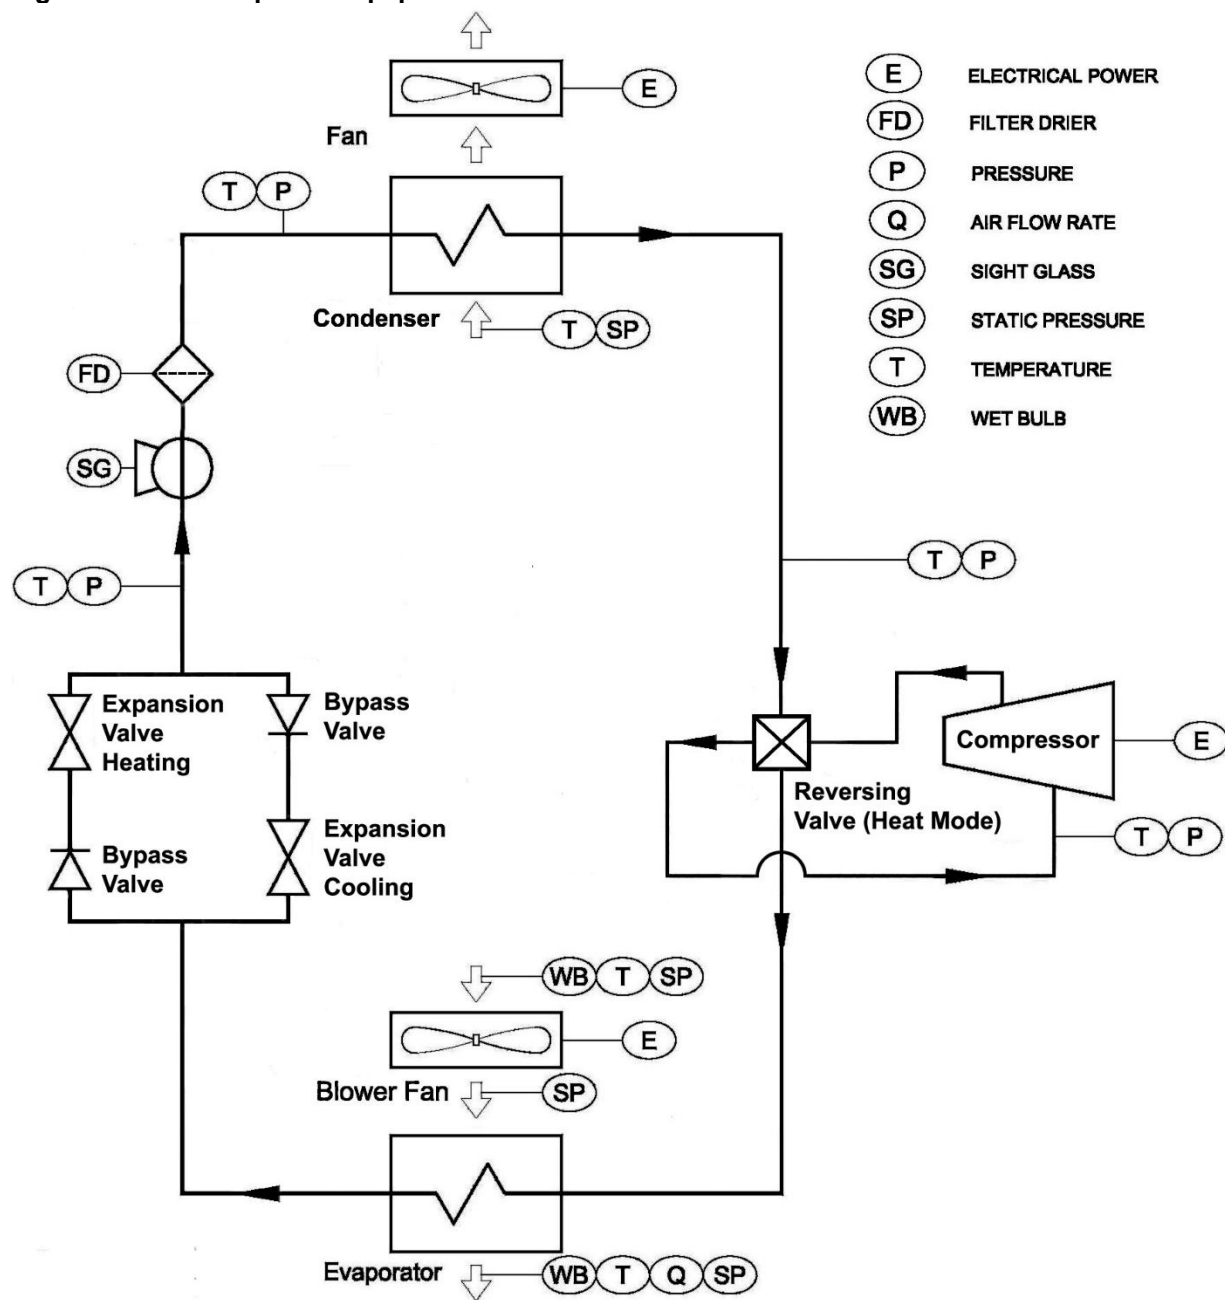 E ELECTRICAL POWER
FD FILTER DRIER
P PRESSURE
Q AIR FLOW RATE
SG SIGHT GLASS
SP STATIC PRESSURE
T TEMPERATURE
WB WET BULB
E
Fan
T P
Condenser
T SP
FD
SG
T P
T P
Expansion
Valve
Heating
Bypass
Valve
Compressor
E
Reversing
Valve (Heat Mode)
T P
Bypass
Valve
Expansion
Valve
Cooling
WB T SP
E
Blower Fan
SP
Evaporator
WB T Q SP